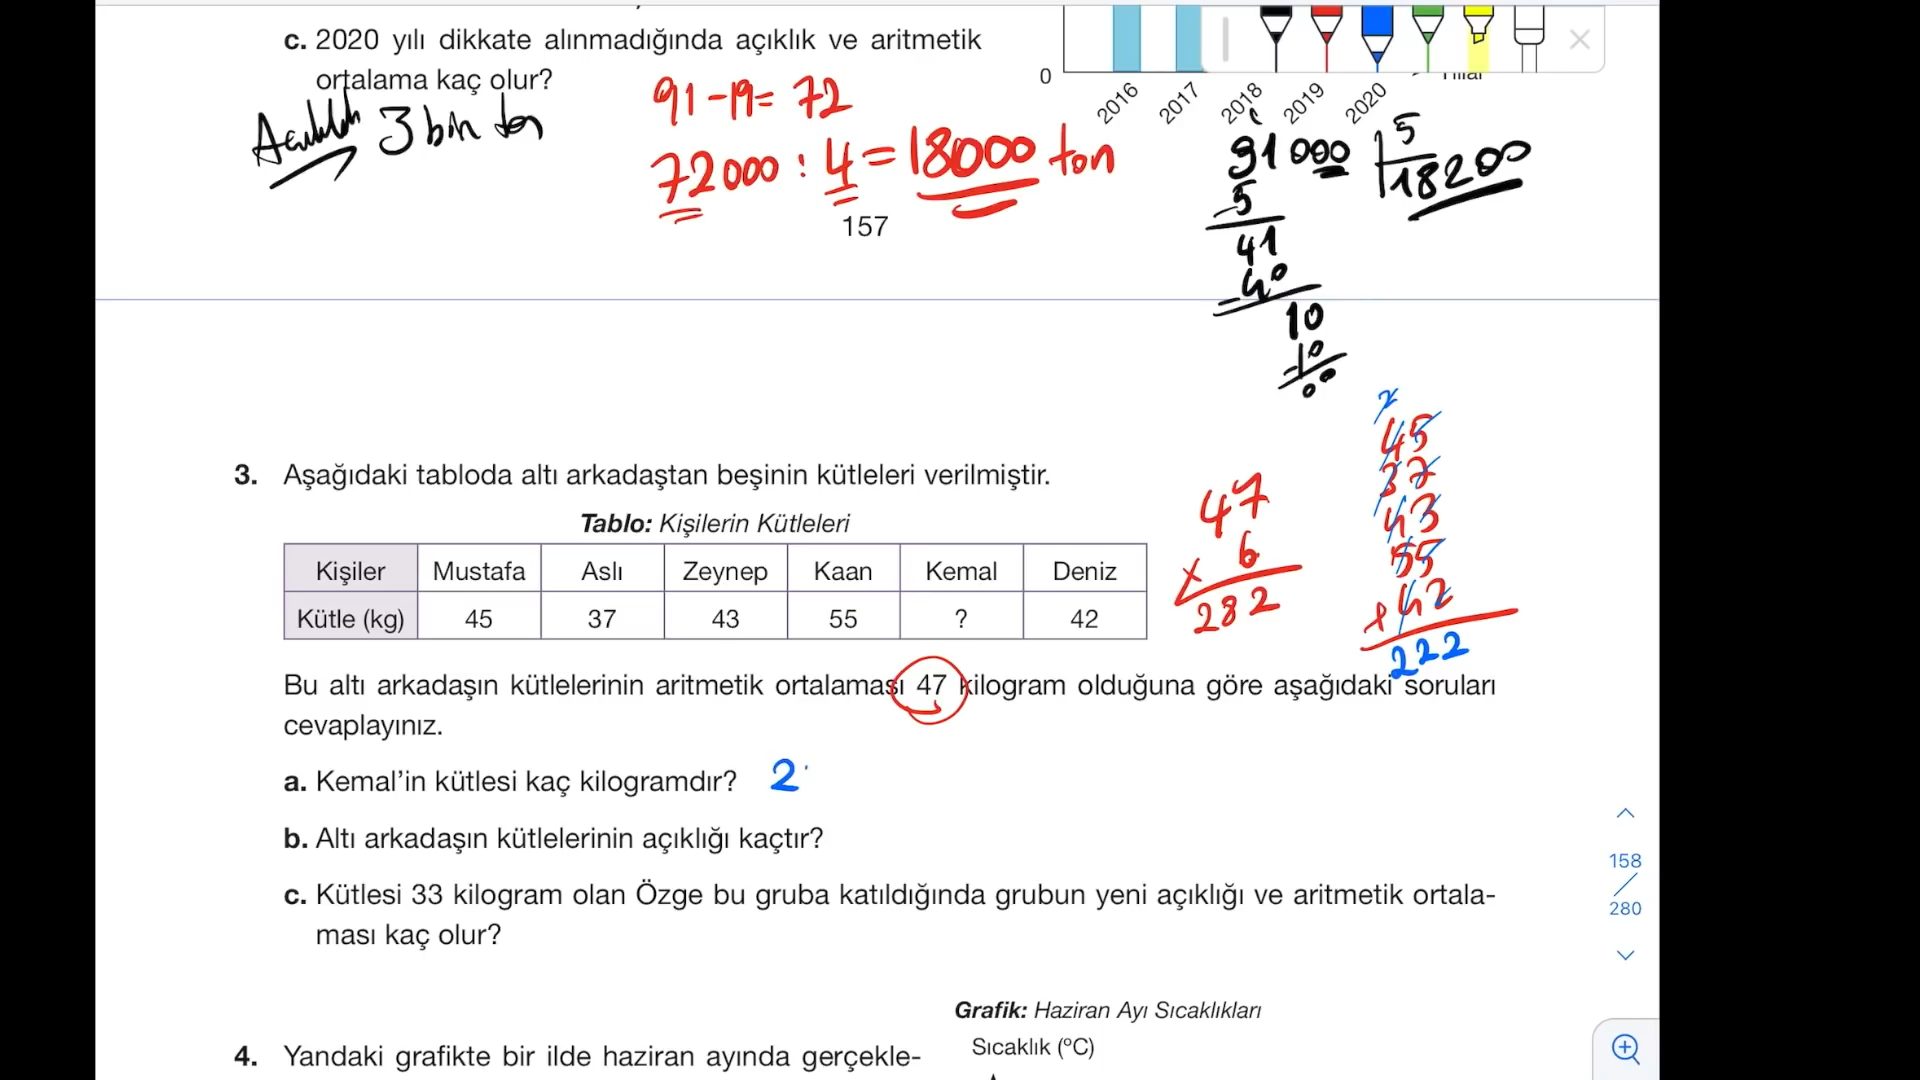 c. 2020 yılı dikkate alınmadığında açıklık ve aritmetik
ortalama kaç olur?
Açıklık 3 bin ton
91-19= 72
72000 : 4 = 18000 ton
157
0
2016 2017 2018 2019 2020
Yıllar
91000 5
18200
5
41
40
10
10
00
3. Aşağıdaki tabloda altı arkadaştan beşinin kütleleri verilmiştir.
Tablo: Kişilerin Kütleleri
Kişiler Mustafa Aslı Zeynep Kaan Kemal Deniz
Kütle (kg) 45 37 43 55 ? 42
47
x 6
282
2
45
37
43
55
+42
222
Bu altı arkadaşın kütlelerinin aritmetik ortalaması 47 kilogram olduğuna göre aşağıdaki soruları
cevaplayınız.
a. Kemal’in kütlesi kaç kilogramdır? 2
b. Altı arkadaşın kütlelerinin açıklığı kaçtır?
c. Kütlesi 33 kilogram olan Özge bu gruba katıldığında grubun yeni açıklığı ve aritmetik ortala-
ması kaç olur?
158
280
Grafik: Haziran Ayı Sıcaklıkları
Sıcaklık (°C)
4. Yandaki grafikte bir ilde haziran ayında gerçekle-